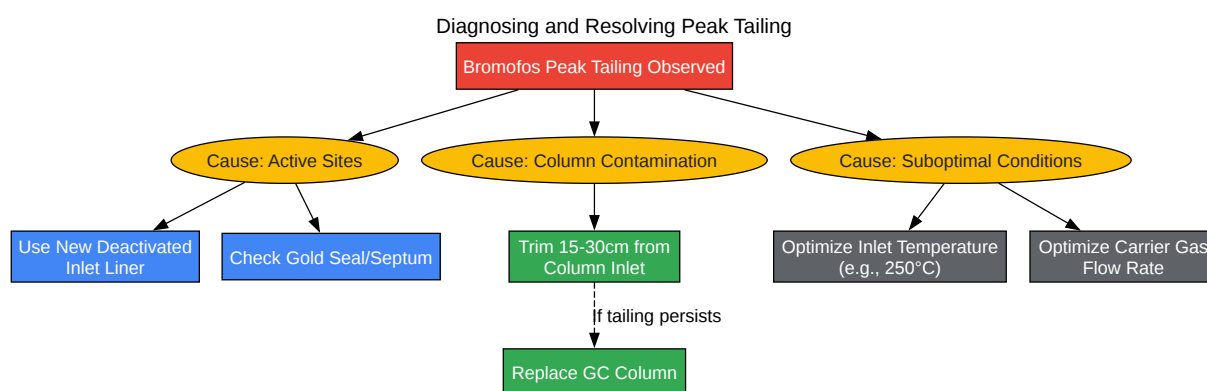 Diagnosing and Resolving Peak Tailing
Bromofos Peak Tailing Observed
Cause: Active Sites
Cause: Column Contamination
Cause: Suboptimal Conditions
Use New Deactivated
Inlet Liner
Check Gold Seal/Septum
Trim 15-30cm from
Column Inlet
Optimize Inlet Temperature
(e.g., 250°C)
Optimize Carrier Gas
Flow Rate
If tailing persists
Replace GC Column